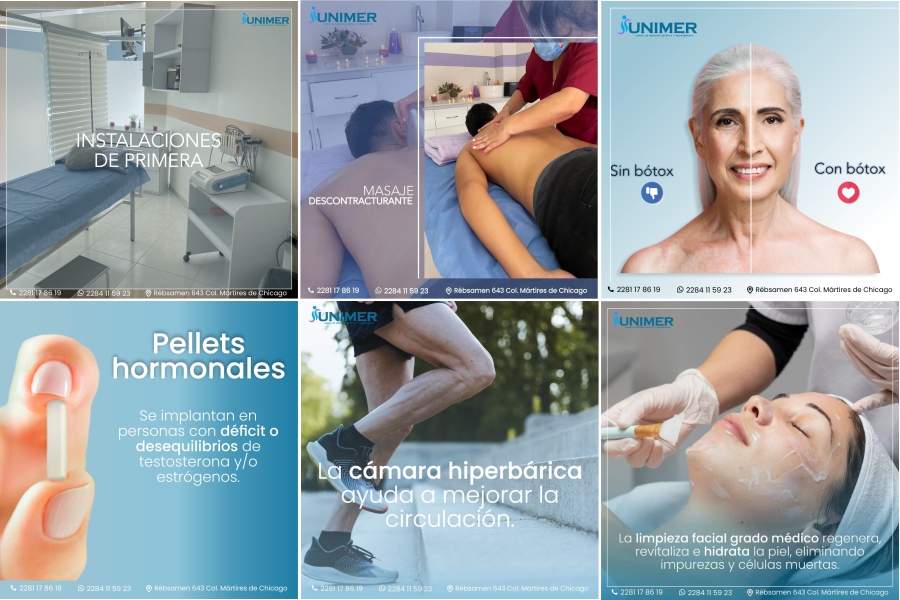 UNIMER
INSTALACIONES
DE PRIMERA
2281 17 86 19 2284 11 59 23 Rébsamen 643 Col. Mártires de Chicago
UNIMER
MASAJE
DESCONTRACTURANTE
2281 17 86 19 2284 11 59 23 Rébsamen 643 Col. Mártires de Chicago
UNIMER
Sin bótox
Con bótox
2281 17 86 19 2284 11 59 23 Rébsamen 643 Col. Mártires de Chicago
Pellets
hormonales
Se implantan en
personas con déficit o
desequilibrios de
testosterona y/o
estrógenos.
2281 17 86 19 2284 11 59 23 Rébsamen 643 Col. Mártires de Chicago
UNIMER
La cámara hiperbárica
ayuda a mejorar la
circulación.
2281 17 86 19 2284 11 59 23 Rébsamen 643 Col. Mártires de Chicago
UNIMER
La limpieza facial grado médico regenera,
revitaliza e hidrata la piel, eliminando
impurezas y células muertas.
2281 17 86 19 2284 11 59 23 Rébsamen 643 Col. Mártires de Chicago